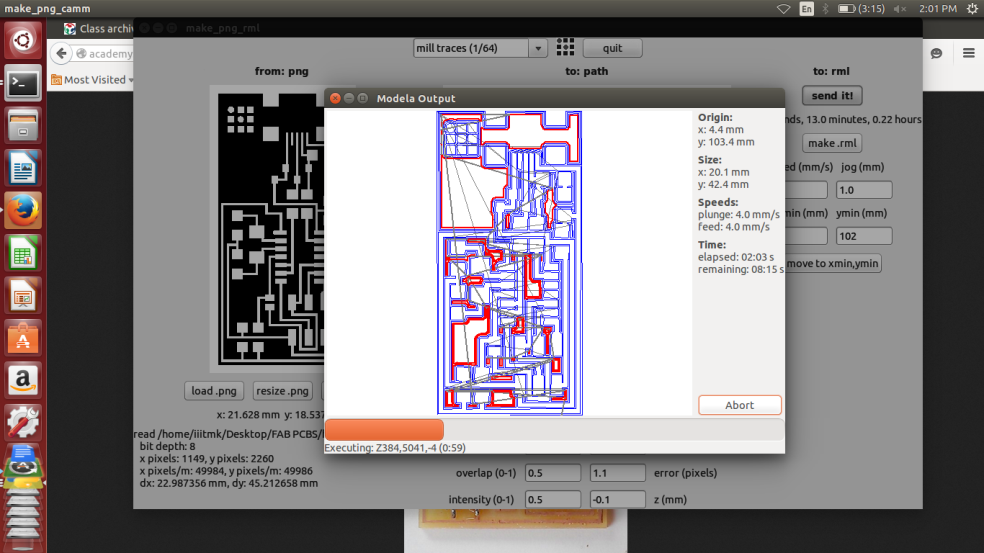 make_png_camm
En
(3:15)
2:01 PM
Class archiv
make_png_rml
academy
Most Visited
mill traces (1/64)
quit
from: png
to: path
to: rml
send it!
Modela Output
nds, 13.0 minutes, 0.22 hours
make .rml
ed (mm/s) jog (mm)
1.0
min (mm) ymin (mm)
102
move to xmin,ymin
Origin:
x: 4.4 mm
y: 103.4 mm
Size:
x: 20.1 mm
y: 42.4 mm
Speeds:
plunge: 4.0 mm/s
feed: 4.0 mm/s
Time:
elapsed: 02:03 s
remaining: 08:15 s
Abort
Executing: Z384,5041,-4 (0:59)
load .png
resize .png
x: 21.628 mm y: 18.537
read /home/iiitmk/Desktop/FAB PCBS/
bit depth: 8
x pixels: 1149, y pixels: 2260
x pixels/m: 49984, y pixels/m: 49986
dx: 22.987356 mm, dy: 45.212658 mm
overlap (0-1) 0.5 1.1 error (pixels)
intensity (0-1) 0.5 -0.1 z (mm)